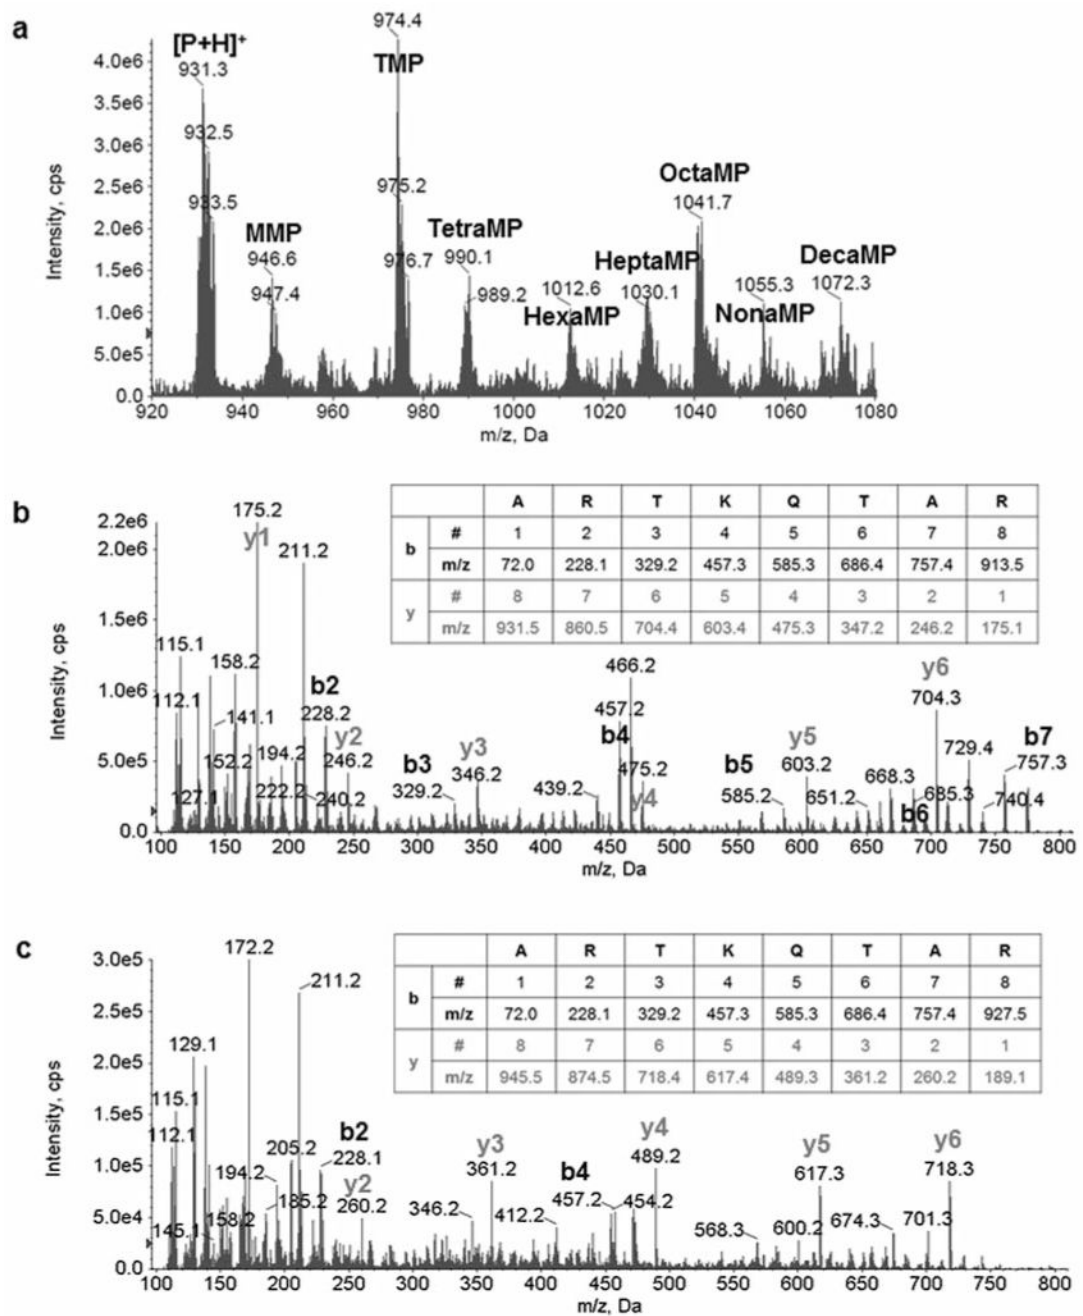 a
Intensity, cps
4.0e6
3.5e6
3.0e6
2.5e6
2.0e6
1.5e6
1.0e6
5.0e5
0.0
[P+H]+
931.3
932.5
933.5
MMP
946.6
947.4
974.4
TMP
975.2
976.7
TetraMP
990.1
989.2
1012.6
HexaMP
HeptaMP
1030.1
OctaMP
1041.7
1055.3
NonaMP
DecaMP
1072.3
920 940 960 980 1000 1020 1040 1060 1080
m/z, Da
b
Intensity, cps
2.2e6
2.0e6
1.5e6
1.0e6
5.0e5
0.0
A R T K Q T A R
b # 1 2 3 4 5 6 7 8
m/z 72.0 228.1 329.2 457.3 585.3 686.4 757.4 913.5
y # 8 7 6 5 4 3 2 1
m/z 931.5 860.5 704.4 603.4 475.3 347.2 246.2 175.1
175.2
y1
211.2
115.1
158.2
112.1
141.1
b2
228.2
y2
246.2
152.2
194.2
127.1
222.2
240.2
b3
329.2
y3
346.2
439.2
466.2
457.2
b4
475.2
y4
b5
585.2
y5
603.2
651.2
668.3
y6
704.3
685.3
b6
729.4
b7
757.3
740.4
100 150 200 250 300 350 400 450 500 550 600 650 700 750 800
m/z, Da
c
Intensity, cps
3.0e5
2.5e5
2.0e5
1.5e5
1.0e5
5.0e4
0.0
A R T K Q T A R
b # 1 2 3 4 5 6 7 8
m/z 72.0 228.1 329.2 457.3 585.3 686.4 757.4 927.5
y # 8 7 6 5 4 3 2 1
m/z 945.5 874.5 718.4 617.4 489.3 361.2 260.2 189.1
172.2
211.2
129.1
115.1
112.1
205.2
b2
228.1
194.2
y2
260.2
185.2
145.1
158.2
y3
361.2
346.2
412.2
b4
457.2
454.2
y4
489.2
568.3
y5
617.3
600.2
674.3
y6
718.3
701.3
100 150 200 250 300 350 400 450 500 550 600 650 700 750 800
m/z, Da